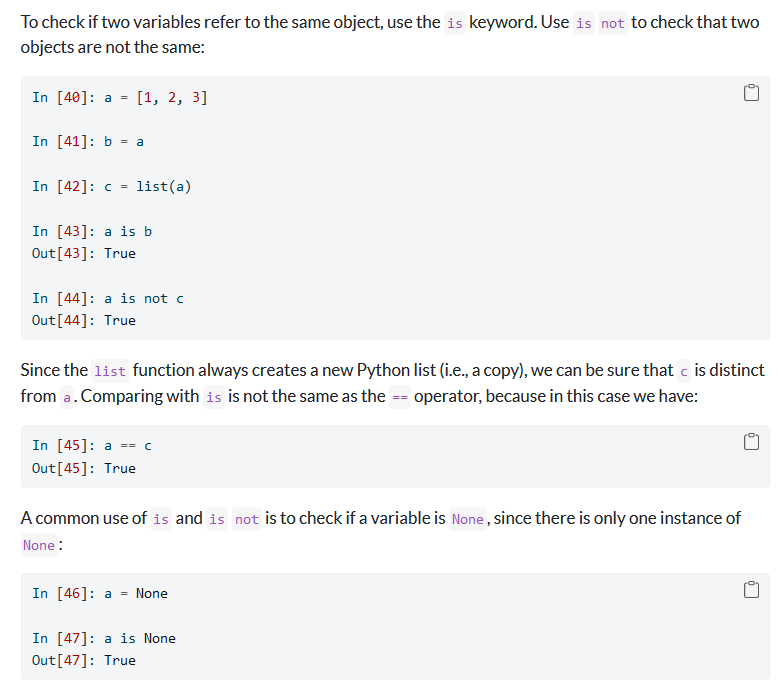 To check if two variables refer to the same object, use the is keyword. Use is not to check that two
objects are not the same:
In [40]: a = [1, 2, 3]
In [41]: b = a
In [42]: c = list(a)
In [43]: a is b
Out[43]: True
In [44]: a is not c
Out[44]: True
Since the list function always creates a new Python list (i.e., a copy), we can be sure that c is distinct
from a. Comparing with is is not the same as the == operator, because in this case we have:
In [45]: a == c
Out[45]: True
A common use of is and is not is to check if a variable is None, since there is only one instance of
None:
In [46]: a = None
In [47]: a is None
Out[47]: True